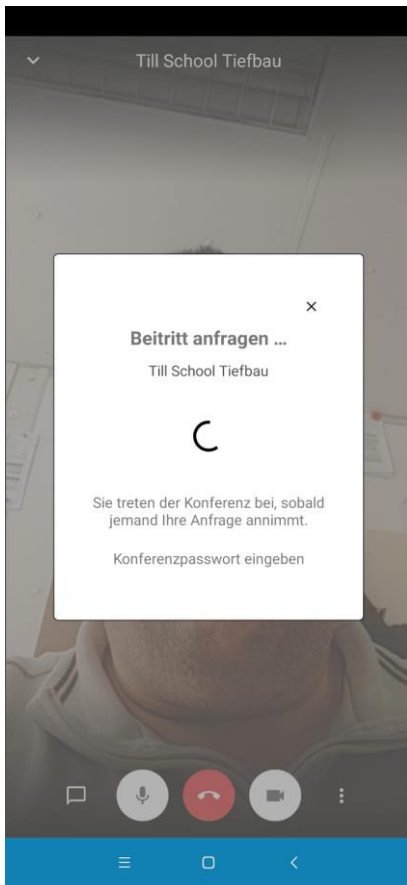 Till School Tiefbau
Beitritt anfragen ...
Till School Tiefbau
Sie treten der Konferenz bei, sobald
jemand Ihre Anfrage annimmt.
Konferenzpasswort eingeben